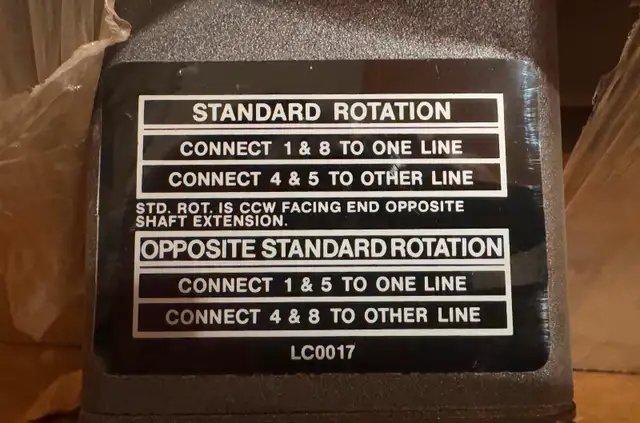 STANDARD ROTATION
CONNECT 1 & 8 TO ONE LINE
CONNECT 4 & 5 TO OTHER LINE
STD. ROT. IS CCW FACING END OPPOSITE
SHAFT EXTENSION.
OPPOSITE STANDARD ROTATION
CONNECT 1 & 5 TO ONE LINE
CONNECT 4 & 8 TO OTHER LINE
LC0017